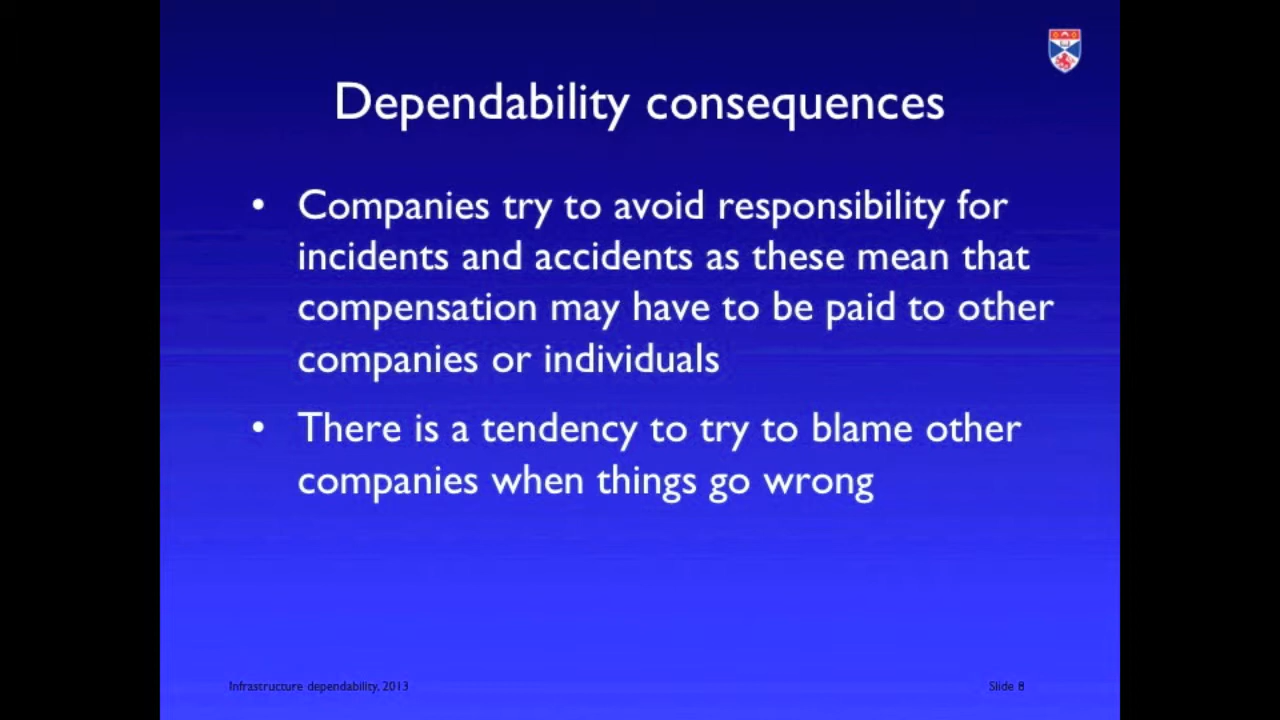 Dependability consequences
• Companies try to avoid responsibility for
incidents and accidents as these mean that
compensation may have to be paid to other
companies or individuals
• There is a tendency to try to blame other
companies when things go wrong
Infrastructure dependability, 2013
Slide 8